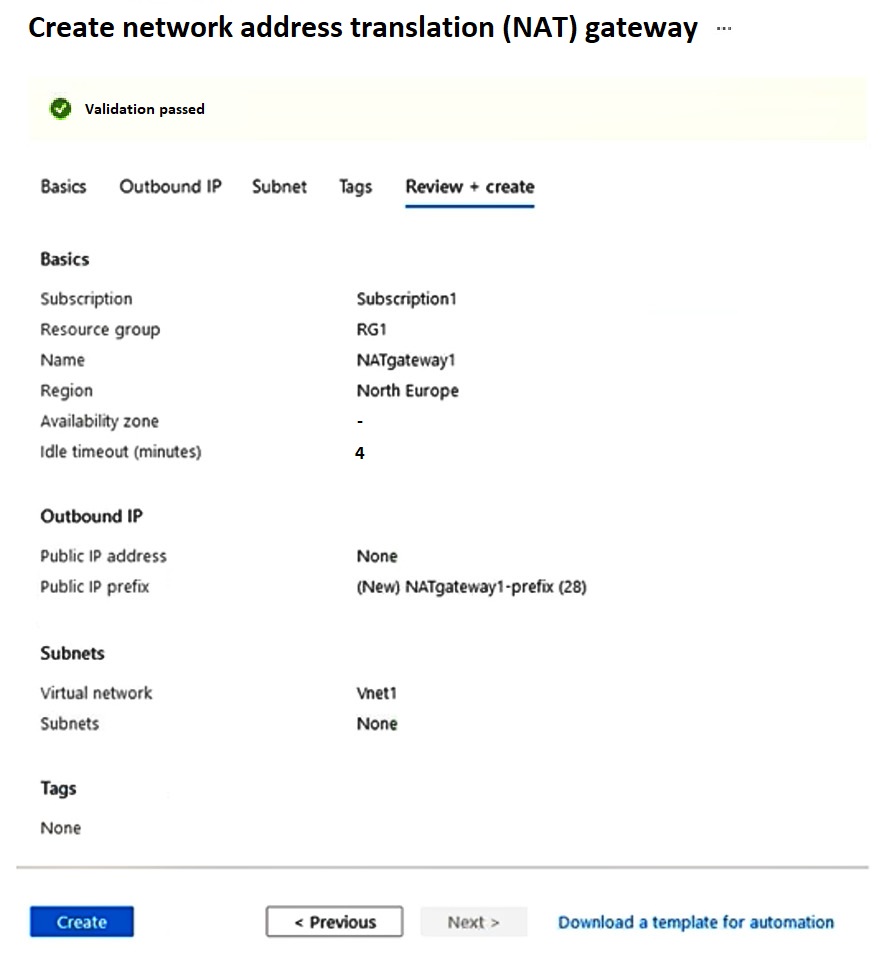 Create network address translation (NAT) gateway ...
Validation passed
Basics Outbound IP Subnet Tags Review + create
Basics
Subscription Subscription1
Resource group RG1
Name NATgateway1
Region North Europe
Availability zone -
Idle timeout (minutes) 4
Outbound IP
Public IP address None
Public IP prefix (New) NATgateway1-prefix (28)
Subnets
Virtual network Vnet1
Subnets None
Tags
None
Create < Previous Next > Download a template for automation